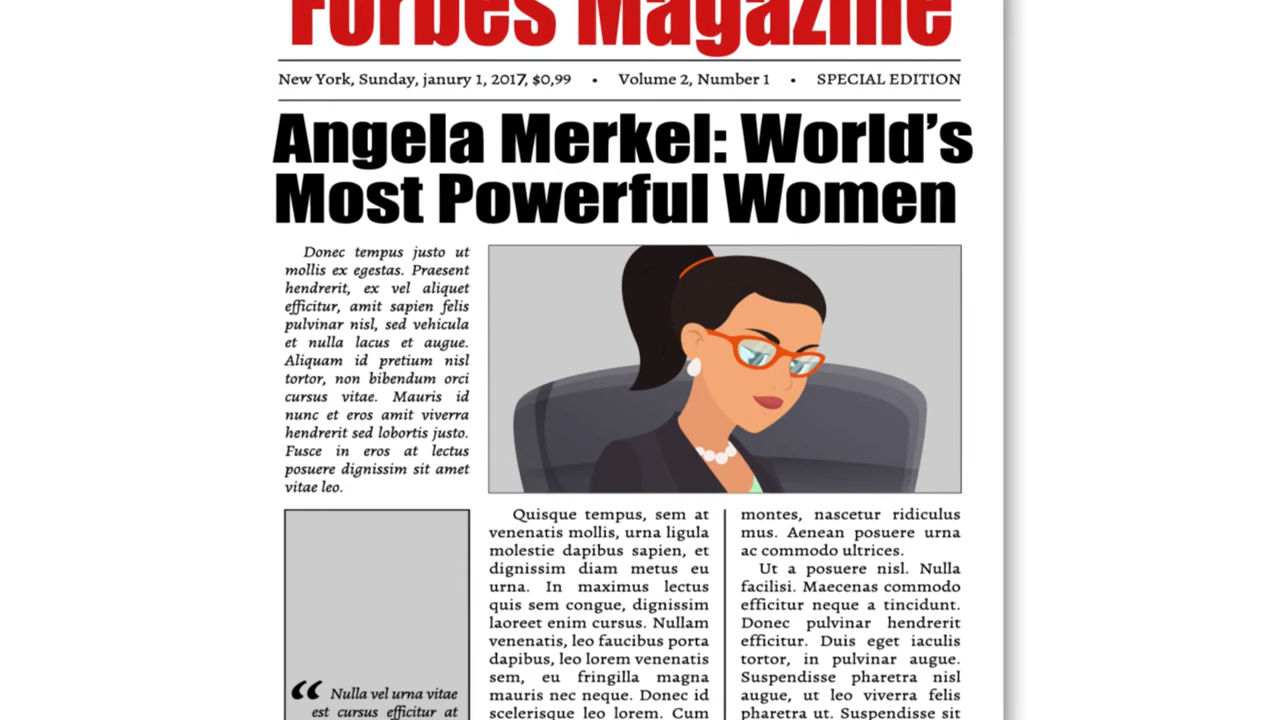 Forbes Magazine
New York, Sunday, janury 1, 2017, $0,99 • Volume 2, Number 1 • SPECIAL EDITION
Angela Merkel: World’s
Most Powerful Women
Donec tempus justo ut
mollis ex egestas. Praesent
hendrerit, ex vel aliquet
efficitur, amit sapien felis
pulvinar nisl, sed vehicula
et nulla lacus et augue.
Aliquam id pretium nisl
tortor, non bibendum orci
cursus vitae. Mauris id
nunc et eros amit viverra
hendrerit sed lobortis justo.
Fusce in eros at lectus
posuere dignissim sit amet
vitae leo.
“ Nulla vel urna vitae
est cursus efficitur at
Quisque tempus, sem at
venenatis mollis, urna ligula
molestie dapibus sapien, et
dignissim diam metus eu
urna. In maximus lectus
quis sem congue, dignissim
laoreet enim cursus. Nullam
venenatis, leo faucibus porta
dapibus, leo lorem venenatis
sem, eu fringilla magna
mauris nec neque. Donec id
scelerisque leo lorem. Cum
montes, nascetur ridiculus
mus. Aenean posuere urna
ac commodo ultrices.
Ut a posuere nisl. Nulla
facilisi. Maecenas commodo
efficitur neque a tincidunt.
Donec pulvinar hendrerit
efficitur. Duis eget iaculis
tortor, in pulvinar augue.
Suspendisse pharetra nisl
augue, ut leo viverra felis
pharetra ut. Suspendisse sit